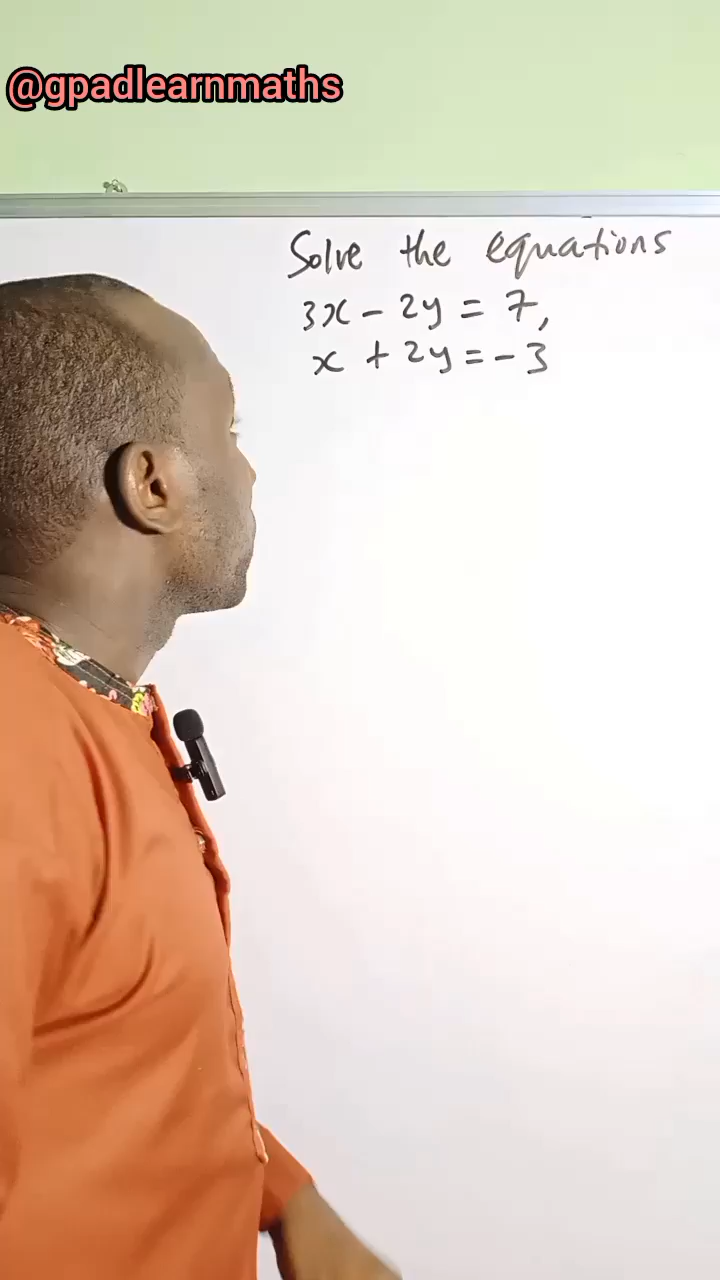 @gpadlearnmaths
Solve the equations
3x - 2y = 7,
x + 2y = - 3